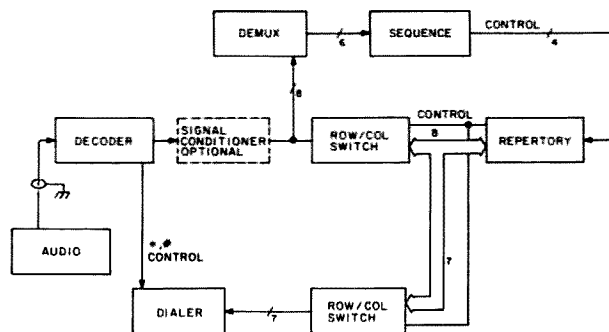 DEMUX
SEQUENCE
CONTROL
6
4
8
DECODER
SIGNAL
CONDITIONER
OPTIONAL
ROW/COL
SWITCH
CONTROL
8
REPERTORY
AUDIO
*,#
CONTROL
7
DIALER
7
ROW/COL
SWITCH